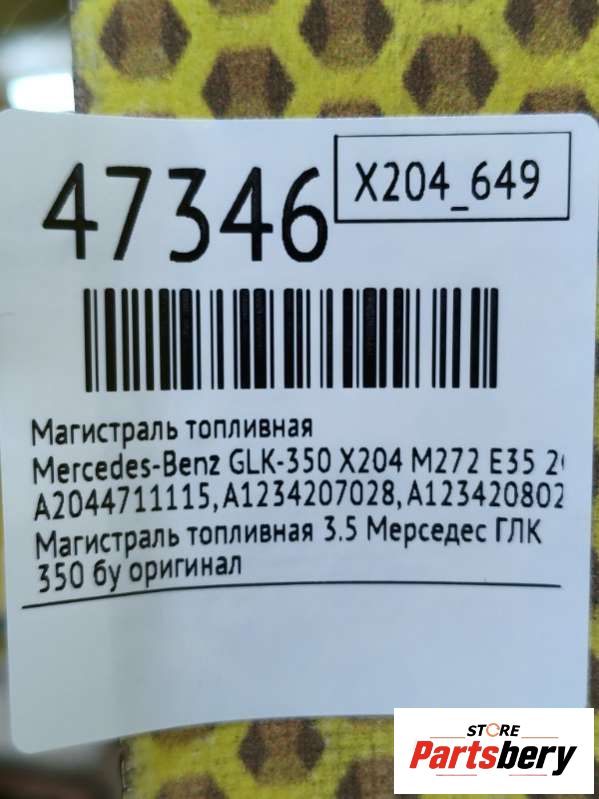 47346
X204_649
Магистраль топливная
Mercedes-Benz GLK-350 X204 M272 E35
A2044711115, A1234207028, A123420802
Магистраль топливная 3.5 Мерседес ГЛК
350 бу оригинал
STORE
Partsbery